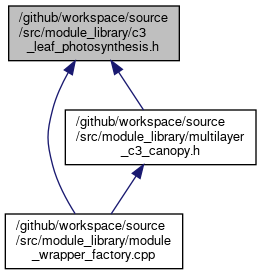 /github/workspace/source
/src/module_library/c3
_leaf_photosynthesis.h
/github/workspace/source
/src/module_library/multilayer
_c3_canopy.h
/github/workspace/source
/src/module_library/module
_wrapper_factory.cpp